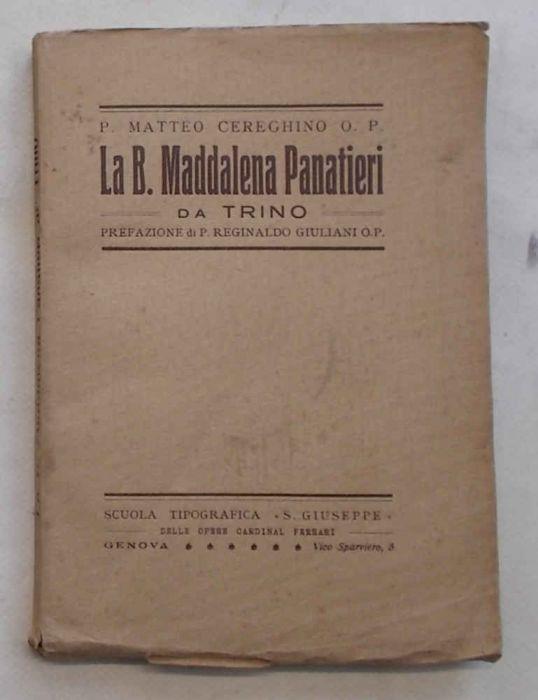 P. MATTEO CEREGHINO O. P.
La B. Maddalena Panatieri
DA TRINO
PREFAZIONE di P. REGINALDO GIULIANI O.P.
SCUOLA TIPOGRAFICA «S. GIUSEPPE»
DELLE OPERE CARDINAL FERRARI
GENOVA Vico Sparviero, 3